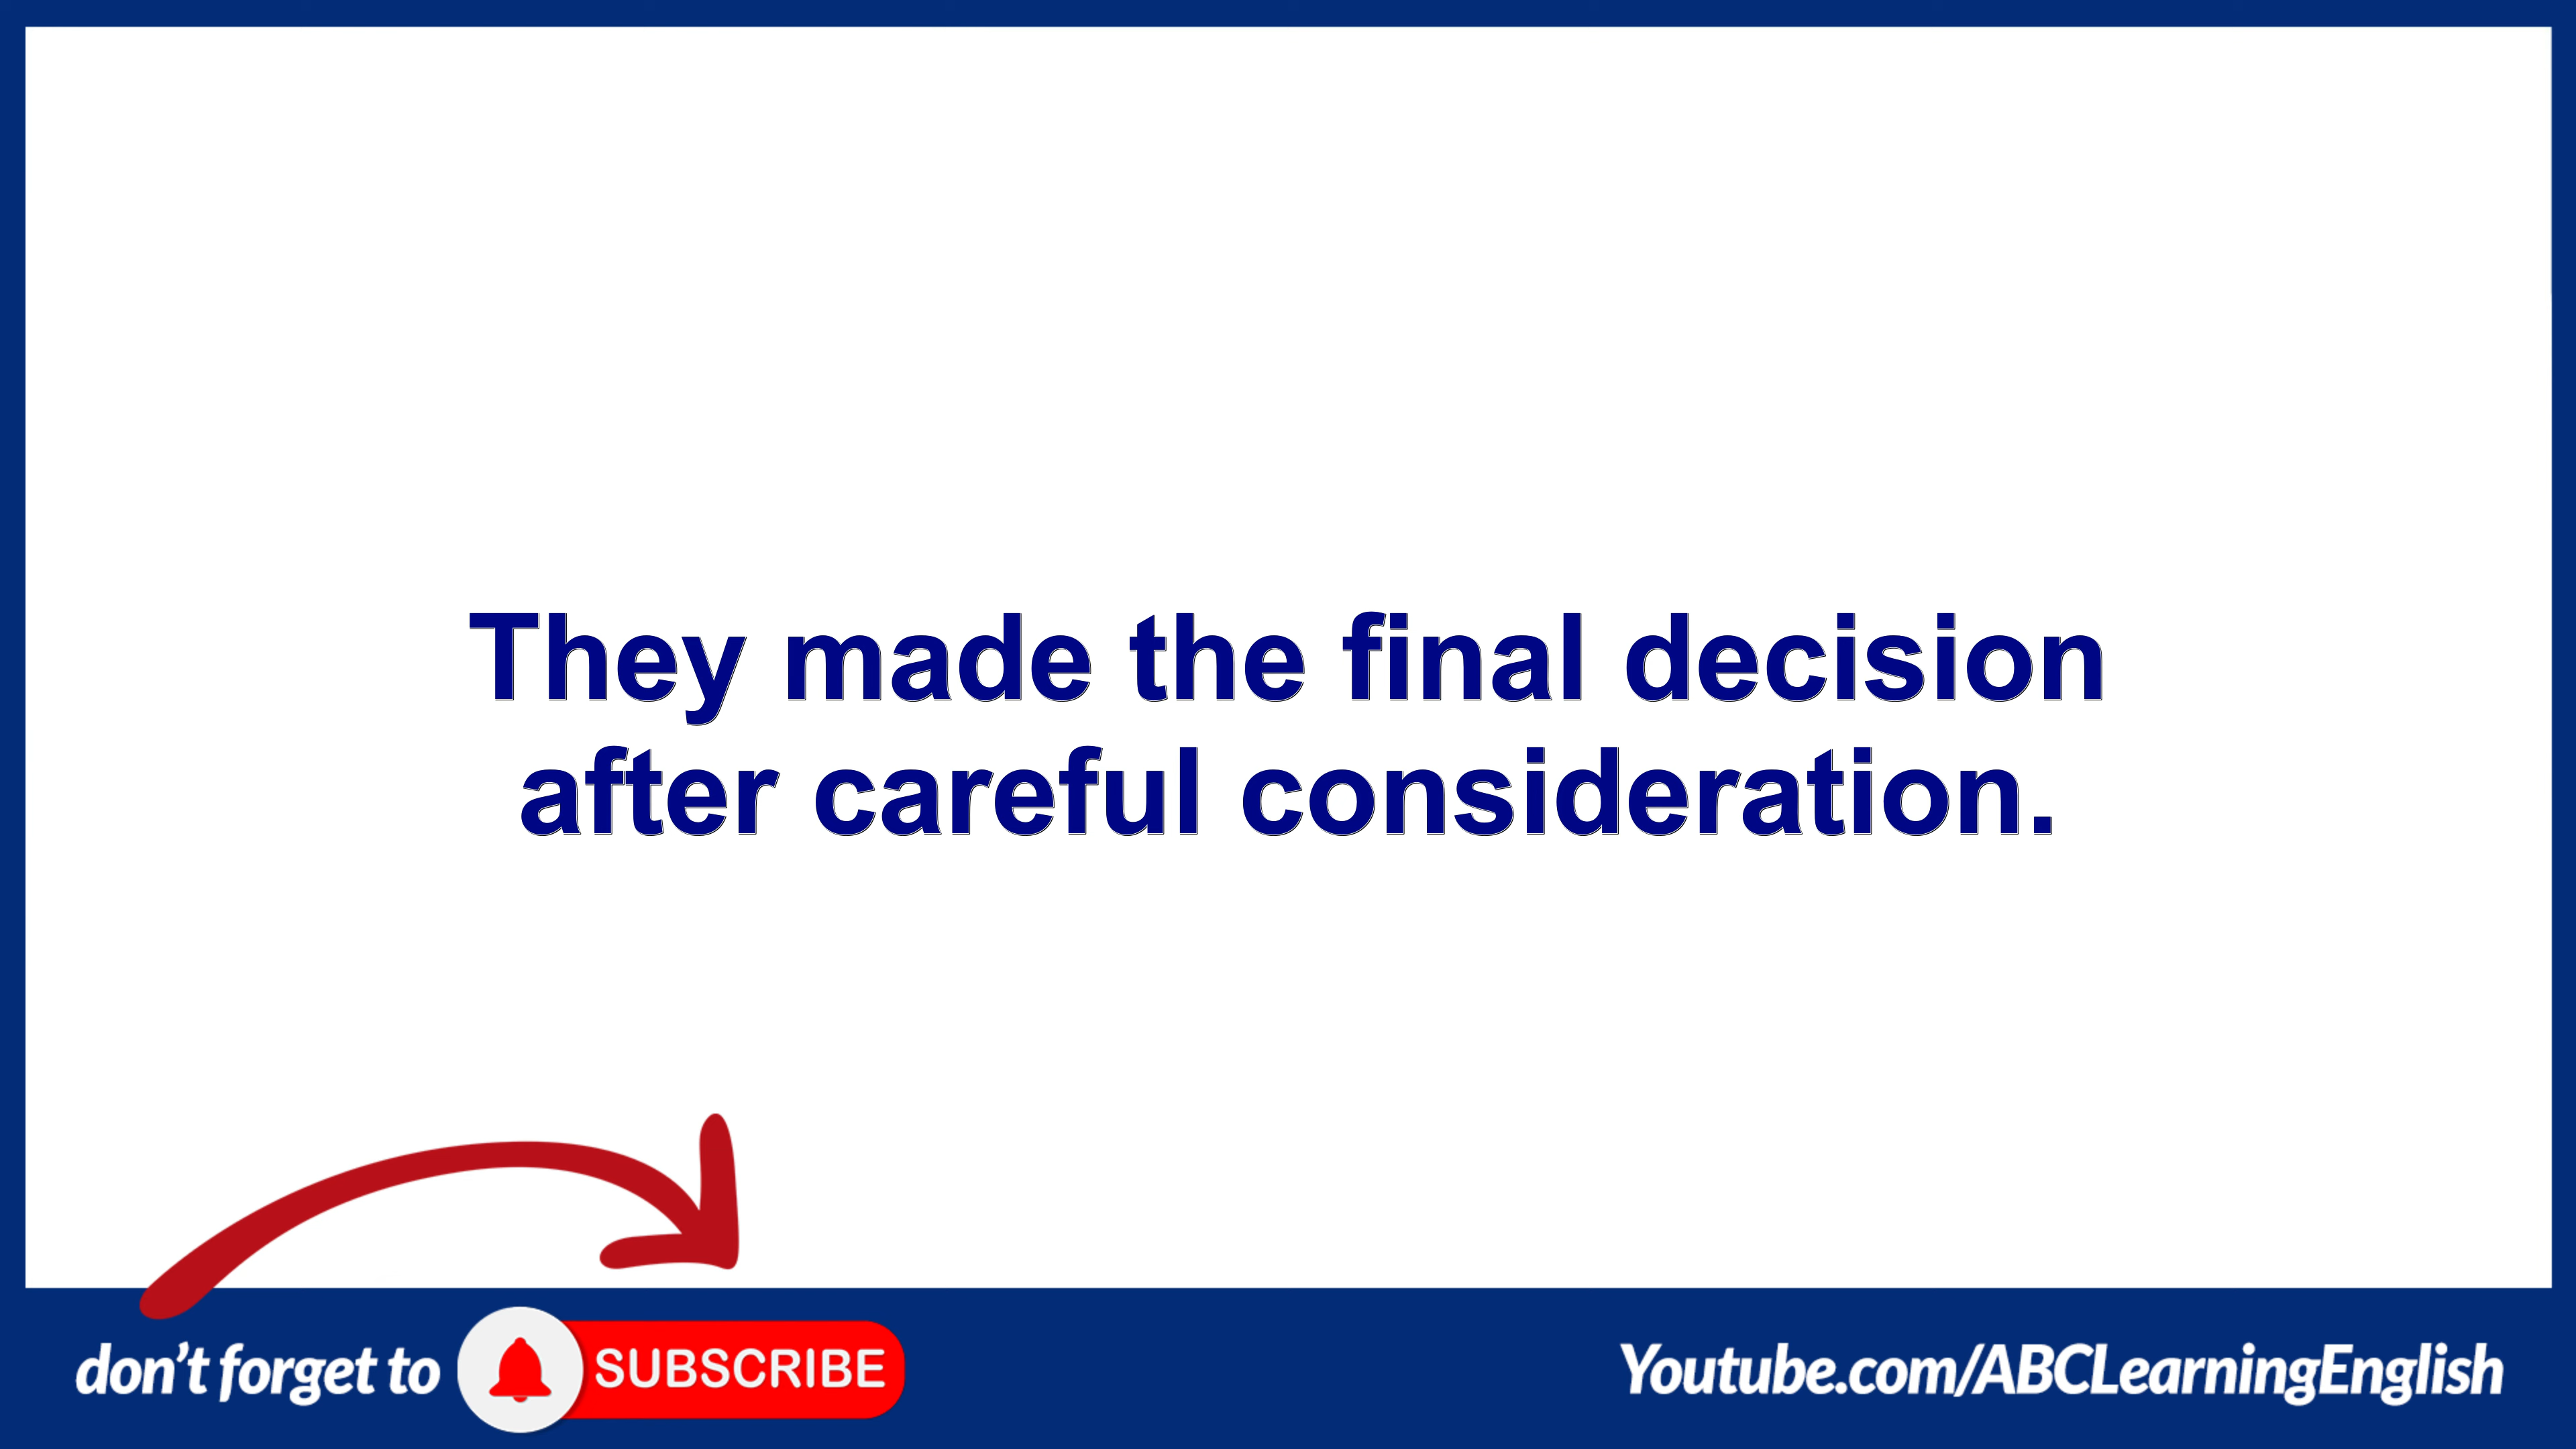 They made the final decision
after careful consideration.
don't forget to SUBSCRIBE
Youtube.com/ABCLearningEnglish